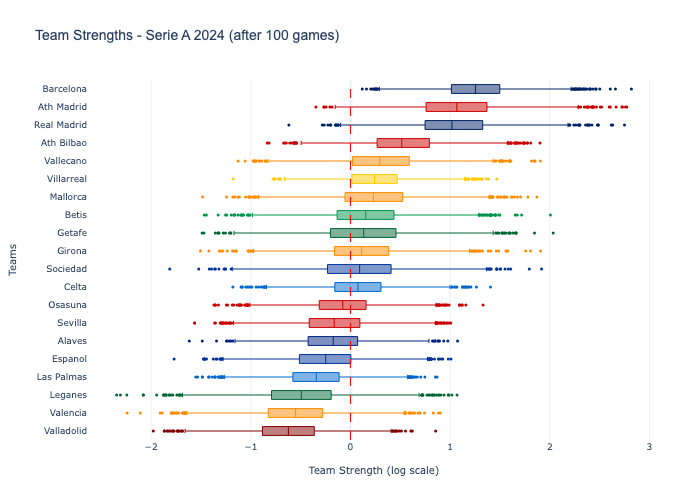 Team Strengths - Serie A 2024 (after 100 games)
Barcelona
Ath Madrid
Real Madrid
Ath Bilbao
Vallecano
Villarreal
Mallorca
Betis
Getafe
Girona
Sociedad
Celta
Osasuna
Sevilla
Alaves
Espanol
Las Palmas
Leganes
Valencia
Valladolid
Teams
−2 −1 0 1 2 3
Team Strength (log scale)